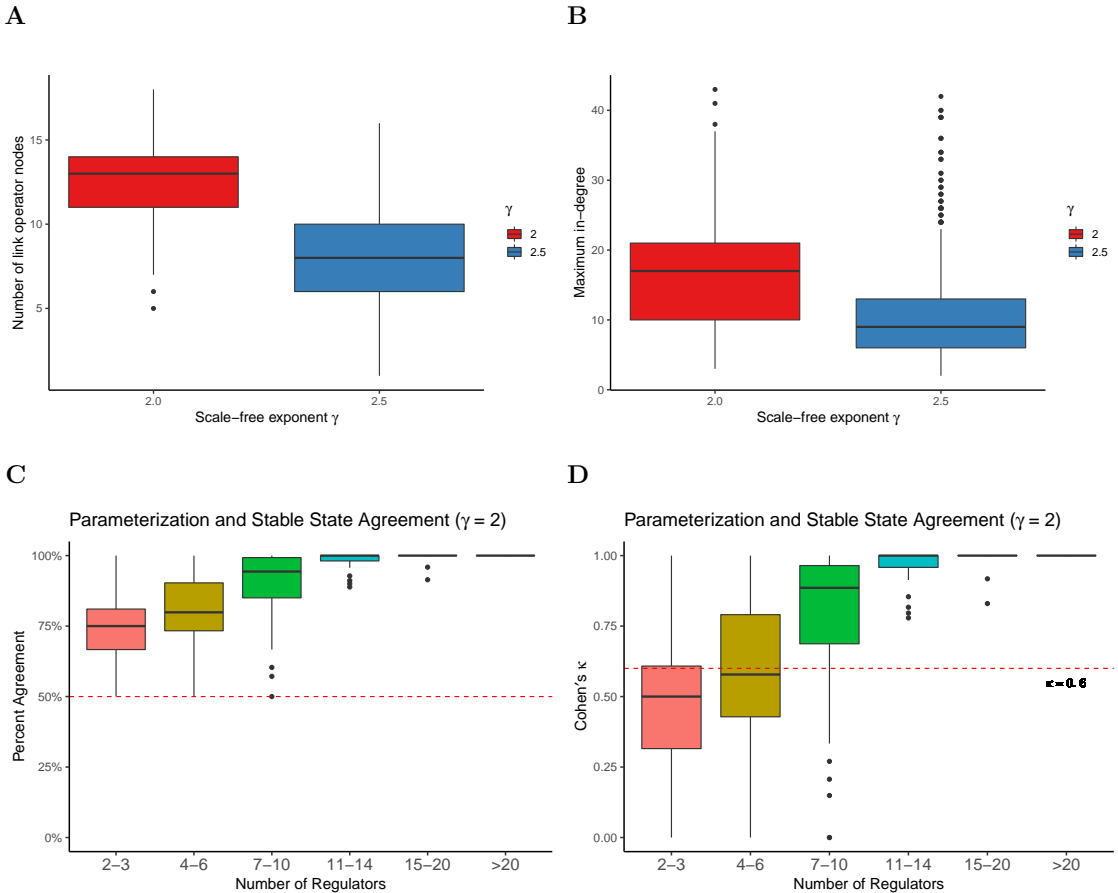 A
Number of link operator nodes
15
10
5
2.0
2.5
Scale−free exponent γ
γ
2
2.5
B
Maximum in−degree
40
30
20
10
0
2.0
2.5
Scale−free exponent γ
γ
2
2.5
C
Parameterization and Stable State Agreement (γ = 2)
Percent Agreement
100%
75%
50%
25%
0%
2−3
4−6
7−10
11−14
15−20
>20
Number of Regulators
D
Parameterization and Stable State Agreement (γ = 2)
Cohen's κ
1.00
0.75
0.50
0.25
0.00
κ = 0.6
2−3
4−6
7−10
11−14
15−20
>20
Number of Regulators